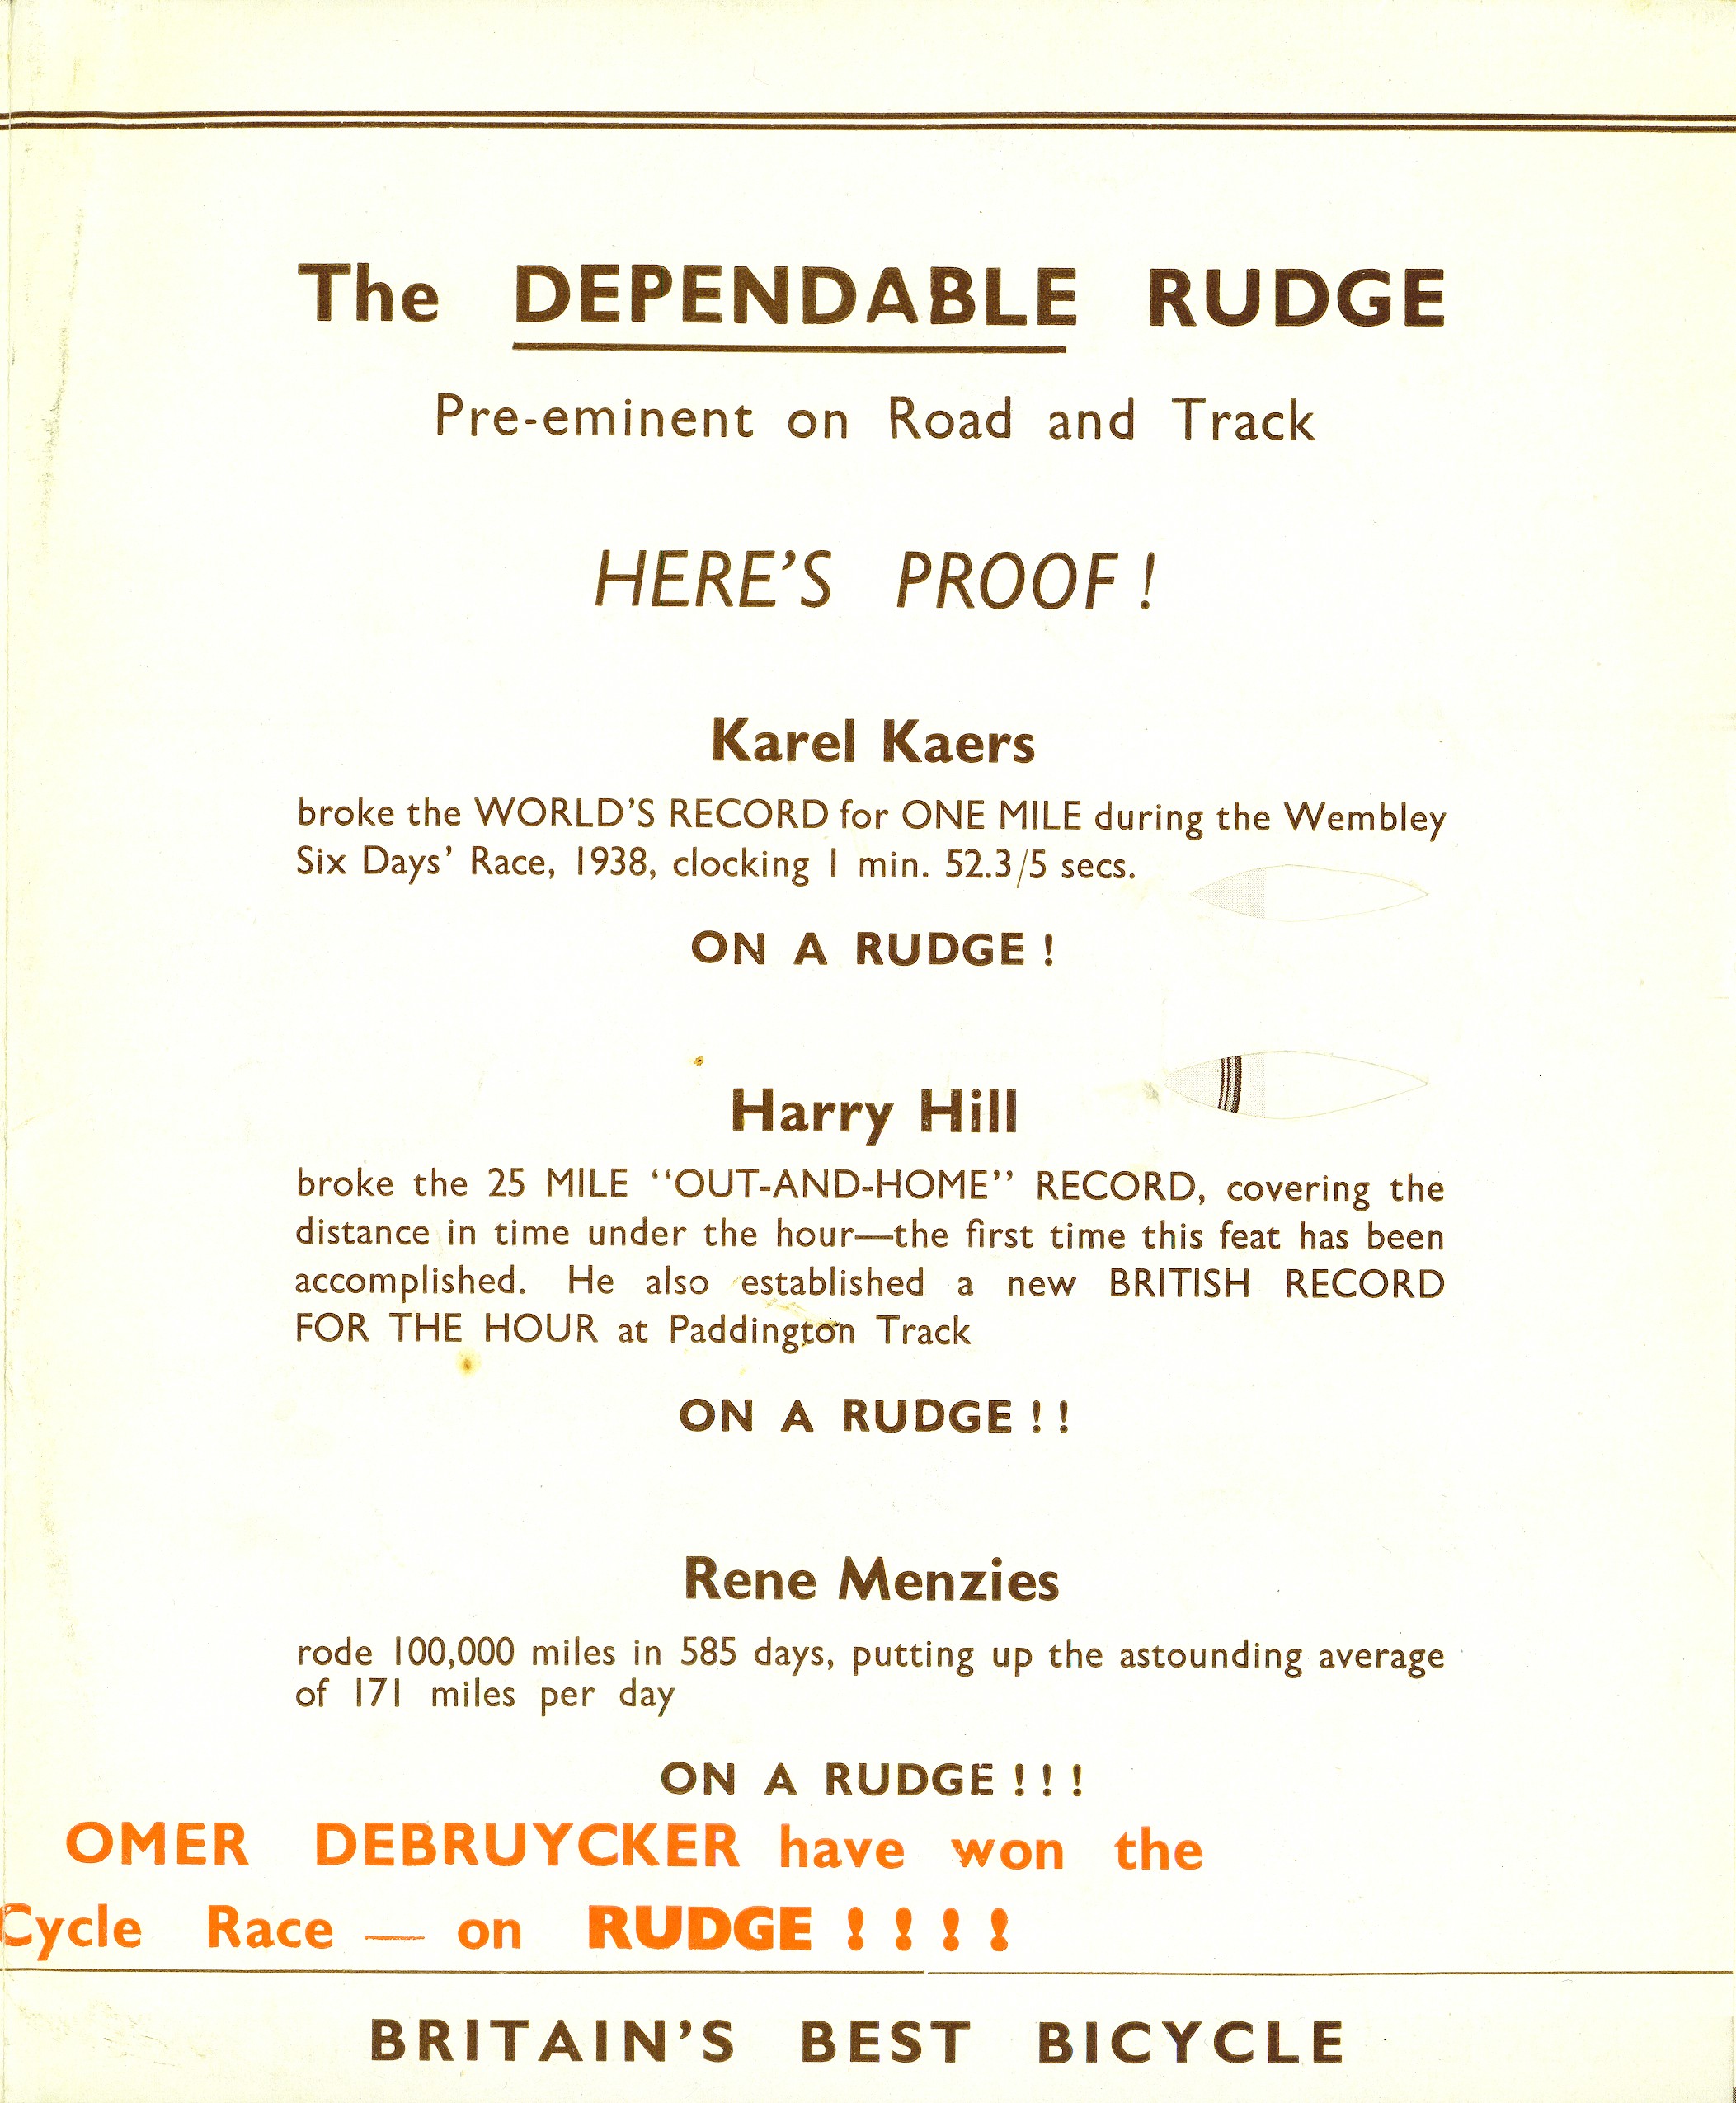 The DEPENDABLE RUDGE
Pre-eminent on Road and Track
HERE'S PROOF!
Karel Kaers
broke the WORLD'S RECORD for ONE MILE during the Wembley
Six Days' Race, 1938, clocking 1 min. 52.3/5 secs.
ON A RUDGE!
Harry Hill
broke the 25 MILE "OUT-AND-HOME" RECORD, covering the
distance in time under the hour—the first time this feat has been
accomplished. He also established a new BRITISH RECORD
FOR THE HOUR at Paddington Track
ON A RUDGE!!
Rene Menzies
rode 100,000 miles in 585 days, putting up the astounding average
of 171 miles per day
ON A RUDGE!!!
OMER DEBRUYCKER have won the
Cycle Race — on RUDGE!!!!
BRITAIN'S BEST BICYCLE